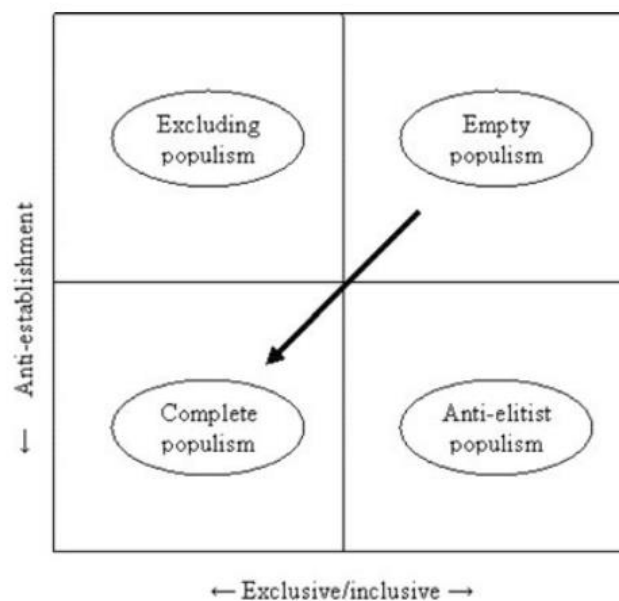 Excluding
populism
Empty
populism
← Anti-establishment
Complete
populism
Anti-elitist
populism
← Exclusive/inclusive →